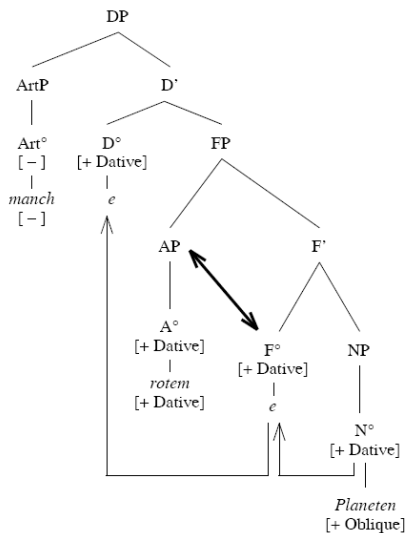 DP
ArtP D’
Art° D° FP
[ – ] [+ Dative]
manch e
[ – ]
AP F’
A° F° NP
[+ Dative] [+ Dative]
rotem e
[+ Dative]
N°
[+ Dative]
Planeten
[+ Oblique]